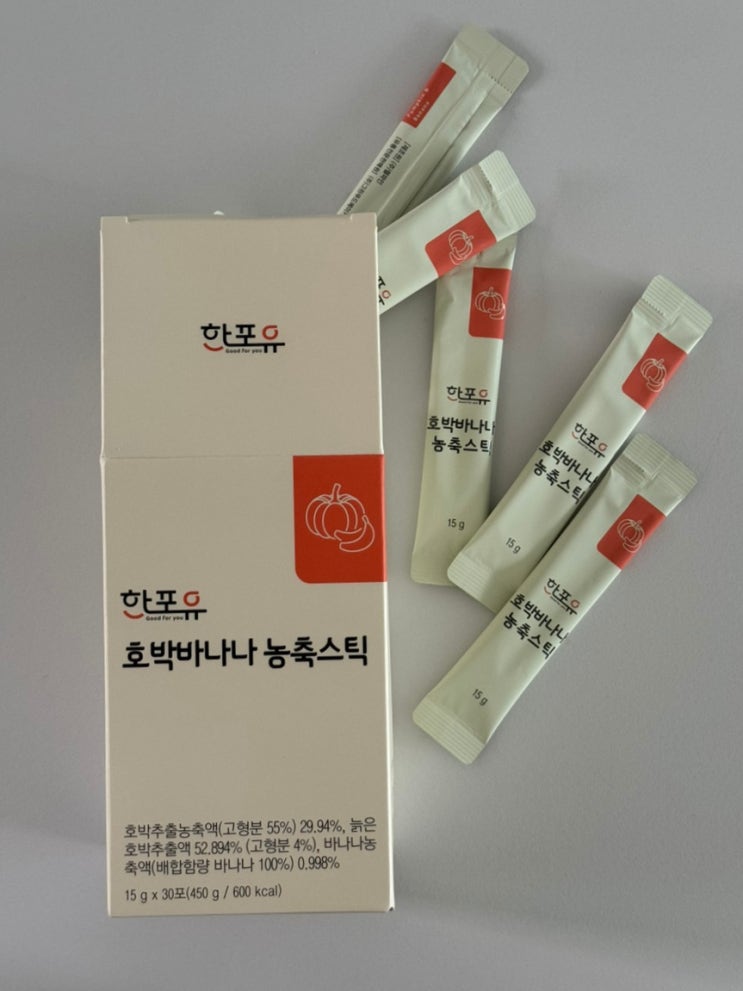 한포유
Good For you
한포유
Good For you
호박바나나 농축스틱
호박추출농축액(고형분 55%) 29.94%, 늙은
호박추출액 52.894% (고형분 4%), 바나나농
축액(배합함량 바나나 100%) 0.998%
15 g x 30포(450 g / 600 kcal)
Pumpkin &
Banana
한포유
호박바나나
농축스틱
15 g
한포유
호박바나나
농축스틱
15 g
한포유
호박바나나
농축스틱
15 g